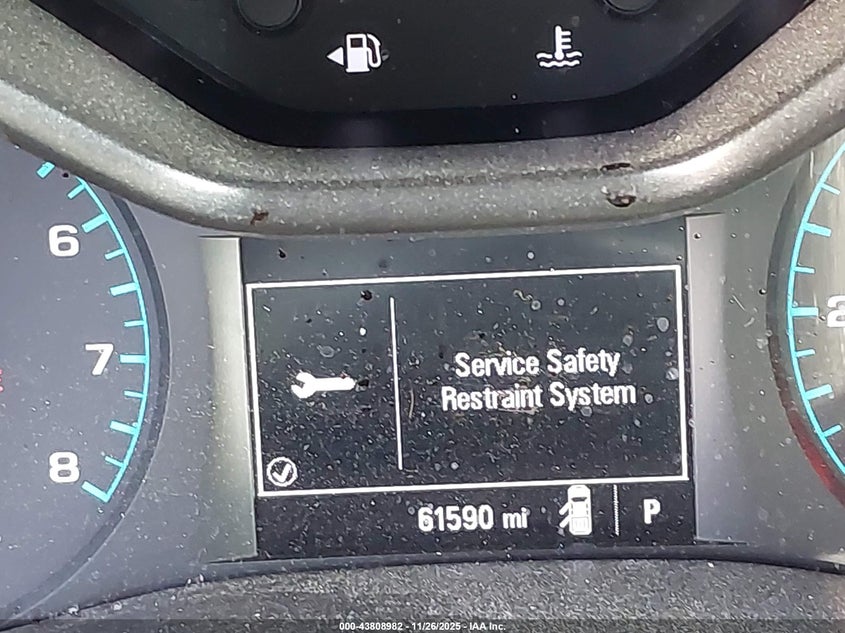 6
7
8
Service Safety
Restraint System
61590 mi
P
2
000-43808982 - 11/26/2025 - IAA Inc.